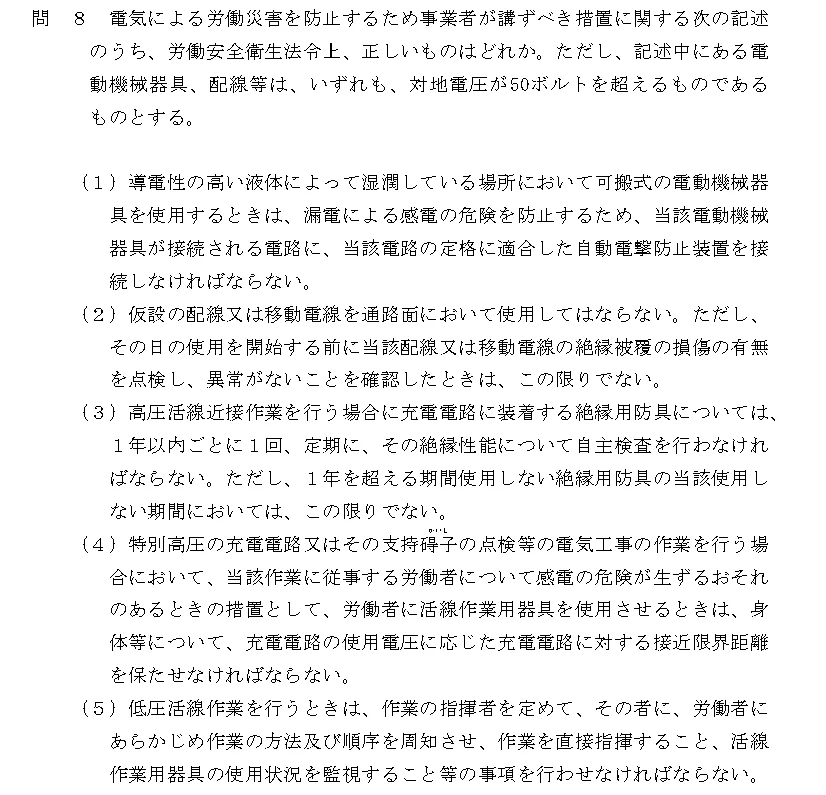 問　８　電気による労働災害を防止するため事業者が講ずべき措置に関する次の記述
のうち、労働安全衛生法令上、正しいものはどれか。ただし、記述中にある電
動機械器具、配線等は、いずれも、対地電圧が50ボルトを超えるものである
ものとする。
（１）導電性の高い液体によって湿潤している場所において可搬式の電動機械器
具を使用するときは、漏電による感電の危険を防止するため、当該電動機械
器具が接続される電路に、当該電路の定格に適合した自動電撃防止装置を接
続しなければならない。
（２）仮設の配線又は移動電線を通路面において使用してはならない。ただし、
その日の使用を開始する前に当該配線又は移動電線の絶縁被覆の損傷の有無
を点検し、異常がないことを確認したときは、この限りでない。
（３）高圧活線近接作業を行う場合に充電電路に装着する絶縁用防具については、
１年以内ごとに１回、定期に、その絶縁性能について自主検査を行わなけれ
ばならない。ただし、１年を超える期間使用しない絶縁用防具の当該使用し
ない期間においては、この限りでない。
がいし
（４）特別高圧の充電電路又はその支持碍子の点検等の電気工事の作業を行う場
合において、当該作業に従事する労働者について感電の危険が生ずるおそれ
のあるときの措置として、労働者に活線作業用器具を使用させるときは、身
体等について、充電電路の使用電圧に応じた充電電路に対する接近限界距離
を保たせなければならない。
（５）低圧活線作業を行うときは、作業の指揮者を定めて、その者に、労働者に
あらかじめ作業の方法及び順序を周知させ、作業を直接指揮すること、活線
作業用器具の使用状況を監視すること等の事項を行わせなければならない。